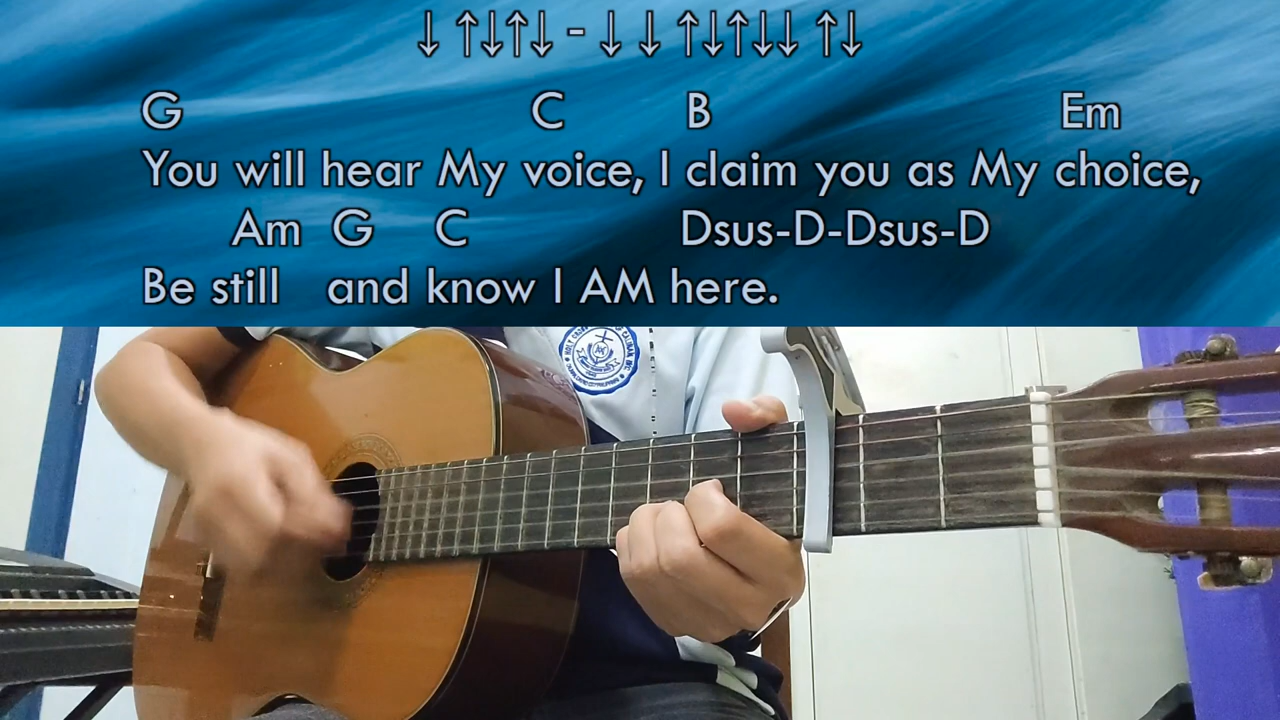 ↓ ↑↓↑↓ - ↓ ↓ ↑↓↑↓↓ ↑↓
G C B Em
You will hear My voice, I claim you as My choice,
Am G C Dsus-D-Dsus-D
Be still and know I AM here.